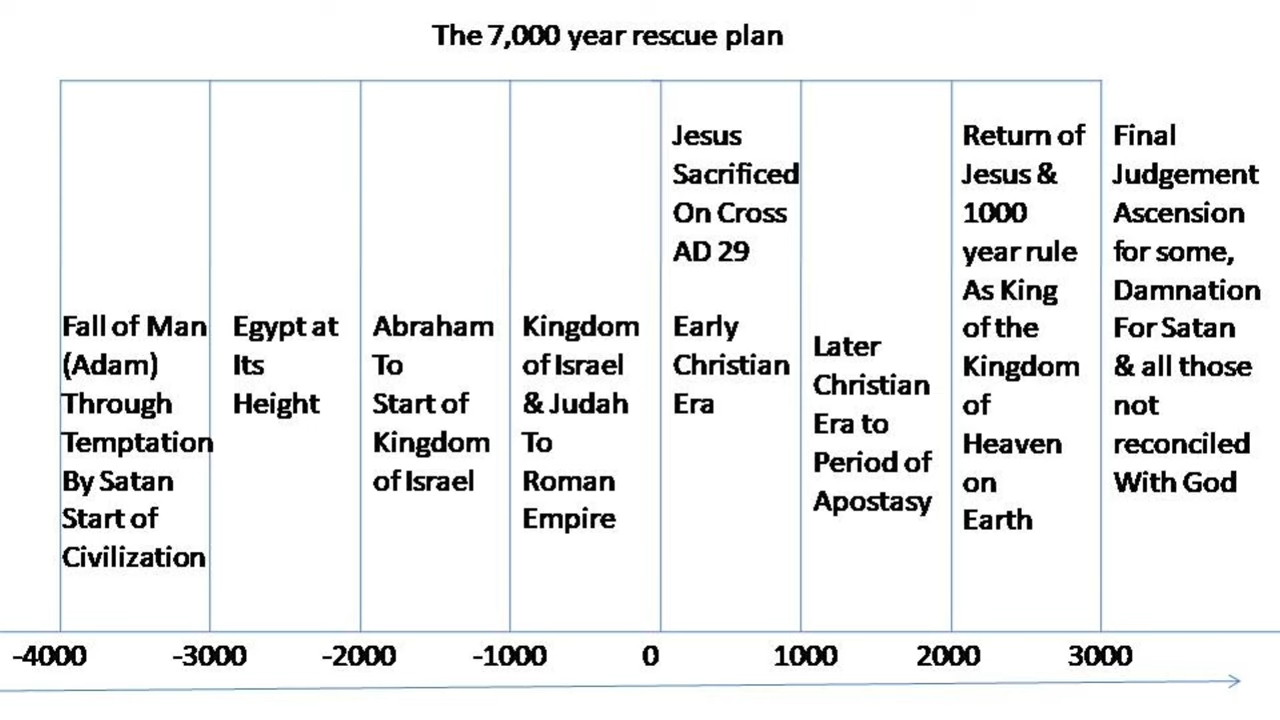 The 7,000 year rescue plan
Fall of Man
(Adam)
Through
Temptation
By Satan
Start of
Civilization
Egypt at
Its
Height
Abraham
To
Start of
Kingdom
of Israel
Kingdom
of Israel
& Judah
To
Roman
Empire
Jesus
Sacrificed
On Cross
AD 29
Early
Christian
Era
Later
Christian
Era to
Period of
Apostasy
Return of
Jesus &
1000
year rule
As King
of the
Kingdom
of
Heaven
on
Earth
Final
Judgement
Ascension
for some,
Damnation
For Satan
& all those
not
reconciled
With God
-4000 -3000 -2000 -1000 0 1000 2000 3000